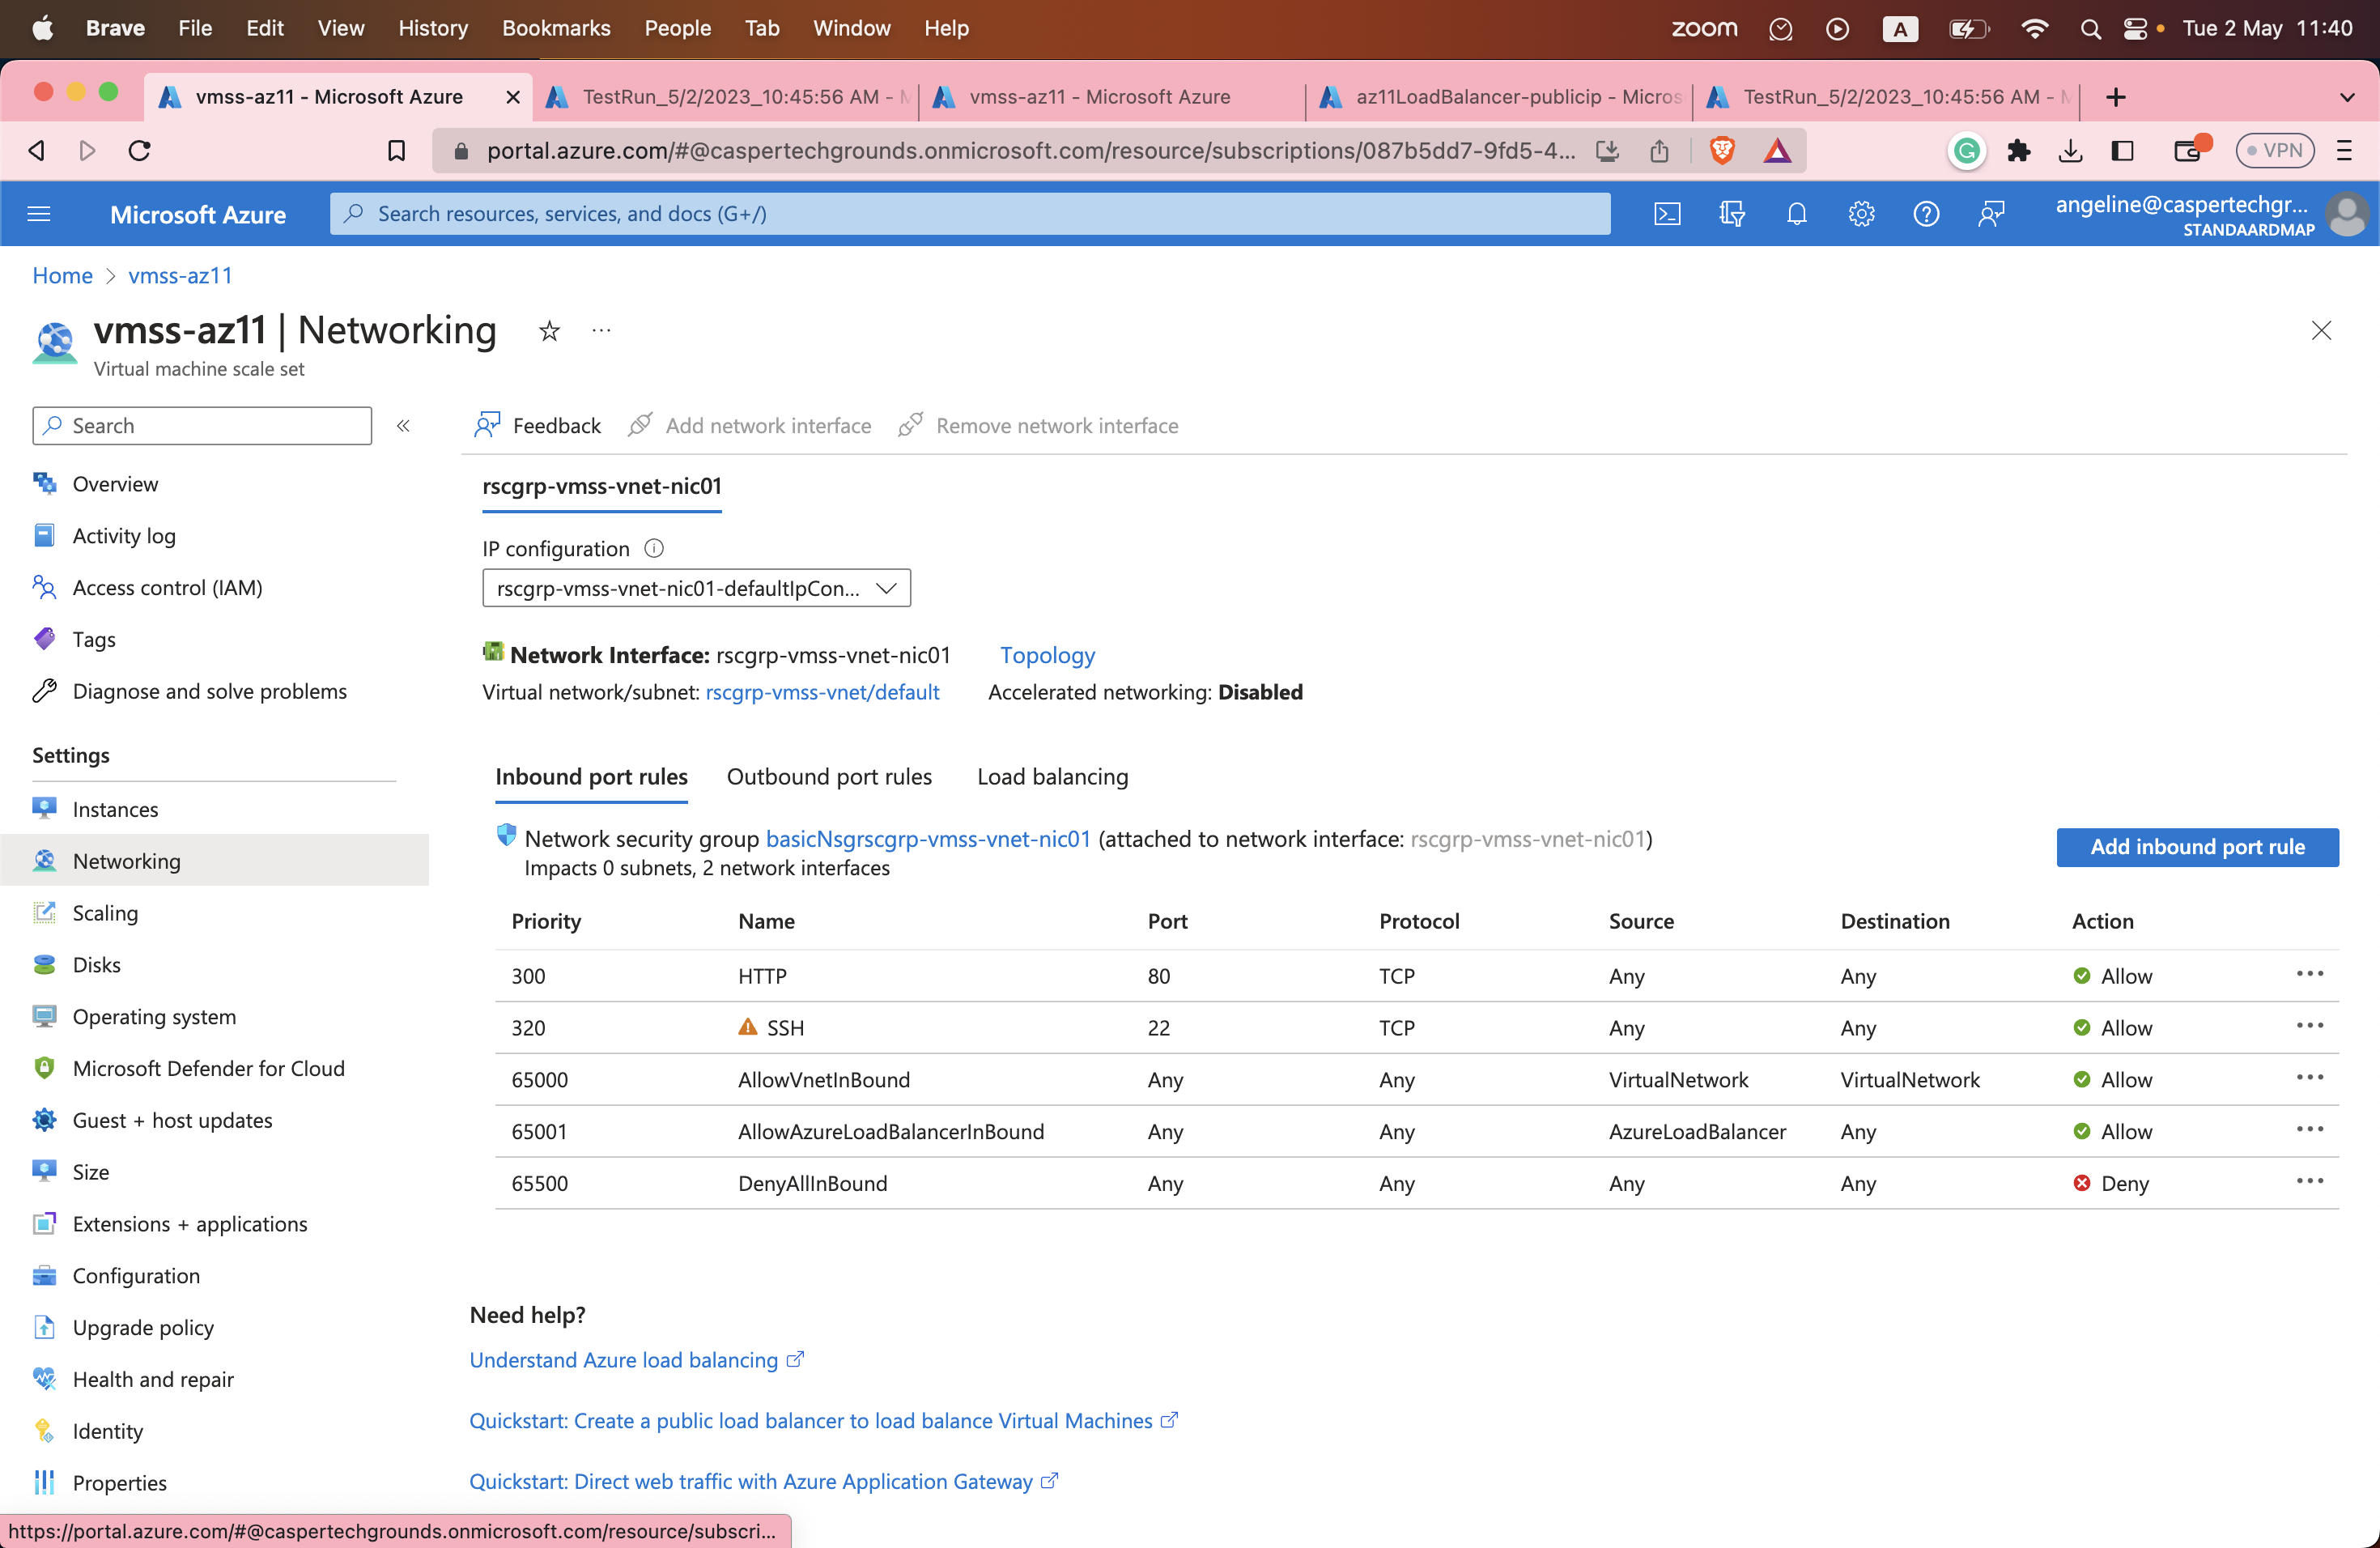 Brave File Edit View History Bookmarks People Tab Window Help zoom A Tue 2 May 11:40
vmss-az11 - Microsoft Azure TestRun_5/2/2023_10:45:56 AM - M vmss-az11 - Microsoft Azure az11LoadBalancer-publicip - Micros TestRun_5/2/2023_10:45:56 AM - M
portal.azure.com/#@caspertechgrounds.onmicrosoft.com/resource/subscriptions/087b5dd7-9fd5-4... VPN
Microsoft Azure Search resources, services, and docs (G+/) angeline@caspertechgr...
STANDAARDMAP
Home > vmss-az11
vmss-az11 | Networking ...
Virtual machine scale set
Search «
Feedback Add network interface Remove network interface
Overview
Activity log
Access control (IAM)
Tags
Diagnose and solve problems
Settings
Instances
Networking
Scaling
Disks
Operating system
Microsoft Defender for Cloud
Guest + host updates
Size
Extensions + applications
Configuration
Upgrade policy
Health and repair
Identity
Properties
rscgrp-vmss-vnet-nic01
IP configuration
rscgrp-vmss-vnet-nic01-defaultIpCon...
Network Interface: rscgrp-vmss-vnet-nic01 Topology
Virtual network/subnet: rscgrp-vmss-vnet/default Accelerated networking: Disabled
Inbound port rules Outbound port rules Load balancing
Network security group basicNsgrscgrp-vmss-vnet-nic01 (attached to network interface: rscgrp-vmss-vnet-nic01)
Impacts 0 subnets, 2 network interfaces
Add inbound port rule
Priority Name Port Protocol Source Destination Action
300 HTTP 80 TCP Any Any Allow ...
320 SSH 22 TCP Any Any Allow ...
65000 AllowVnetInBound Any Any VirtualNetwork VirtualNetwork Allow ...
65001 AllowAzureLoadBalancerInBound Any Any AzureLoadBalancer Any Allow ...
65500 DenyAllInBound Any Any Any Any Deny ...
Need help?
Understand Azure load balancing
Quickstart: Create a public load balancer to load balance Virtual Machines
Quickstart: Direct web traffic with Azure Application Gateway
https://portal.azure.com/#@caspertechgrounds.onmicrosoft.com/resource/subscri...